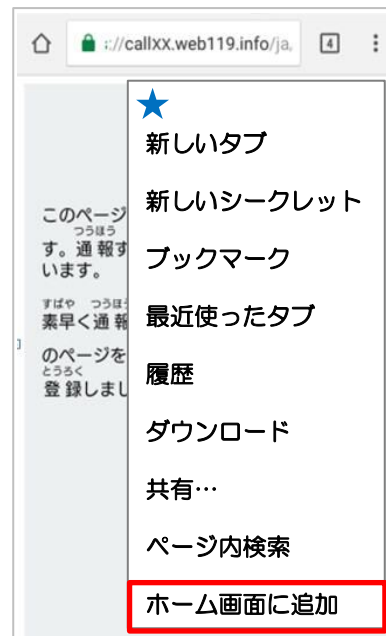 ://callXX.web119.info/ja, 4
★
新しいタブ
新しいシークレット
ブックマーク
最近使ったタブ
履歴
ダウンロード
共有…
ページ内検索
ホーム画面に追加
このページ
つうほう
す。通報す
います。
すばや つうほう
素早く通報
のページを
とうろく
登録しまし